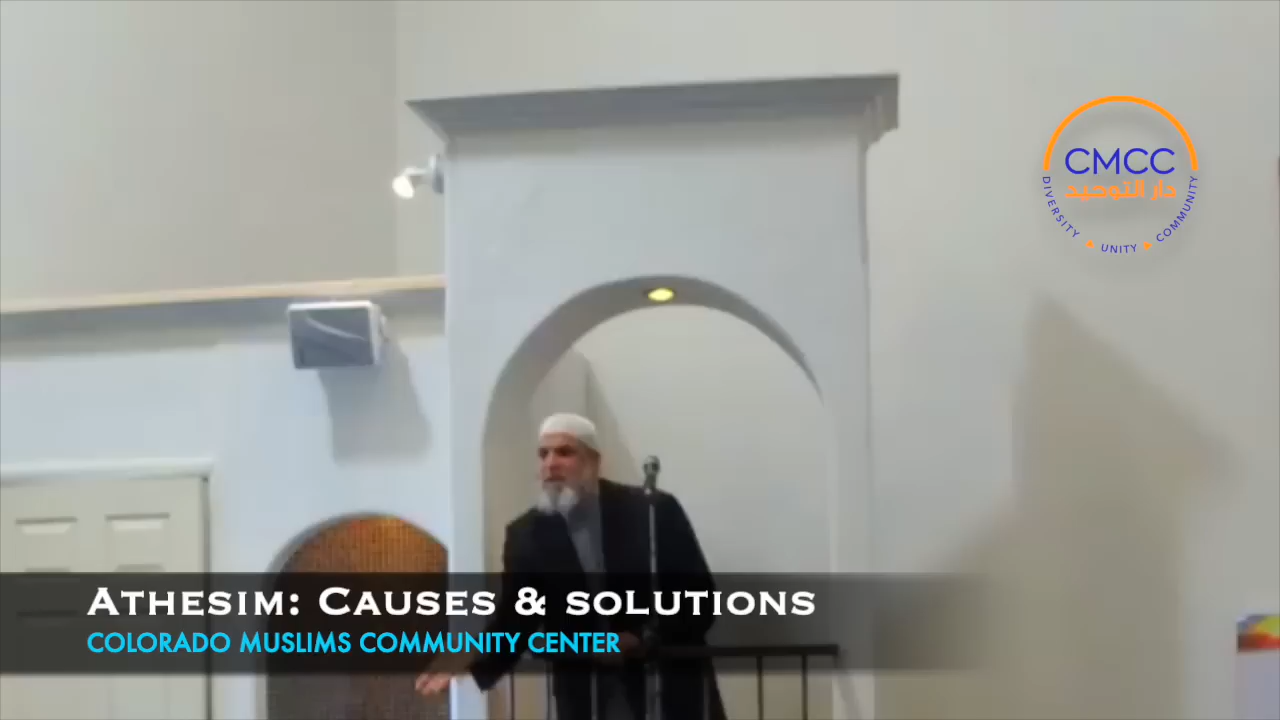 CMCC
دار التوحيد
DIVERSITY • UNITY • COMMUNITY
ATHESIM: CAUSES & SOLUTIONS
COLORADO MUSLIMS COMMUNITY CENTER